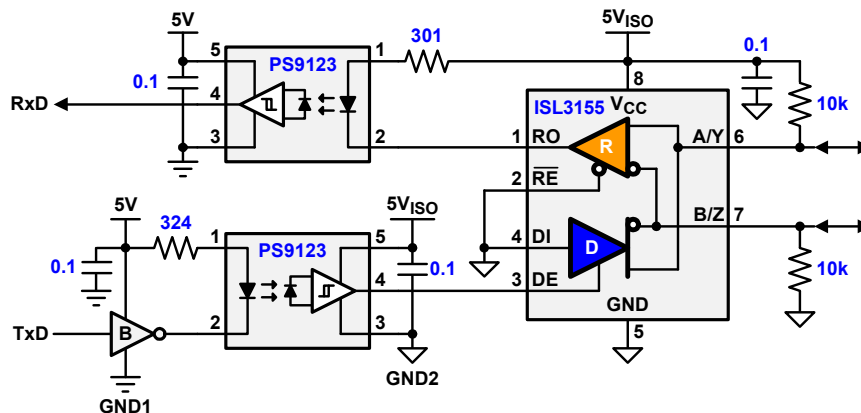 5V
5V_ISO
301
5
PS9123
1
0.1
0.1
8
ISL3155
V_CC
10k
RxD
4
1
RO
R
A/Y
6
3
2
2
R̅E̅
5V
5V_ISO
B/Z
7
324
1
PS9123
5
4
DI
D
0.1
4
0.1
3
DE
10k
TxD
B
2
3
GND
5
GND1
GND2